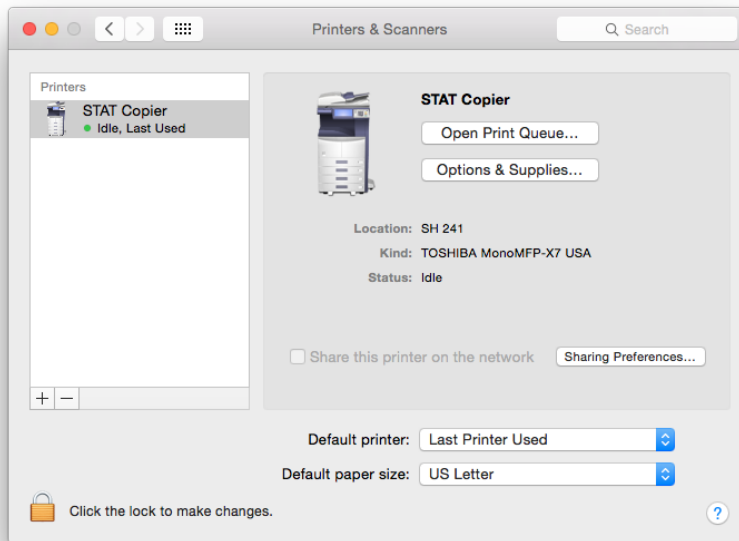 Printers & Scanners
Search
Printers
STAT Copier
Idle, Last Used
STAT Copier
Open Print Queue...
Options & Supplies...
Location: SH 241
Kind: TOSHIBA MonoMFP-X7 USA
Status: Idle
Share this printer on the network
Sharing Preferences...
+ −
Default printer: Last Printer Used
Default paper size: US Letter
Click the lock to make changes.
?